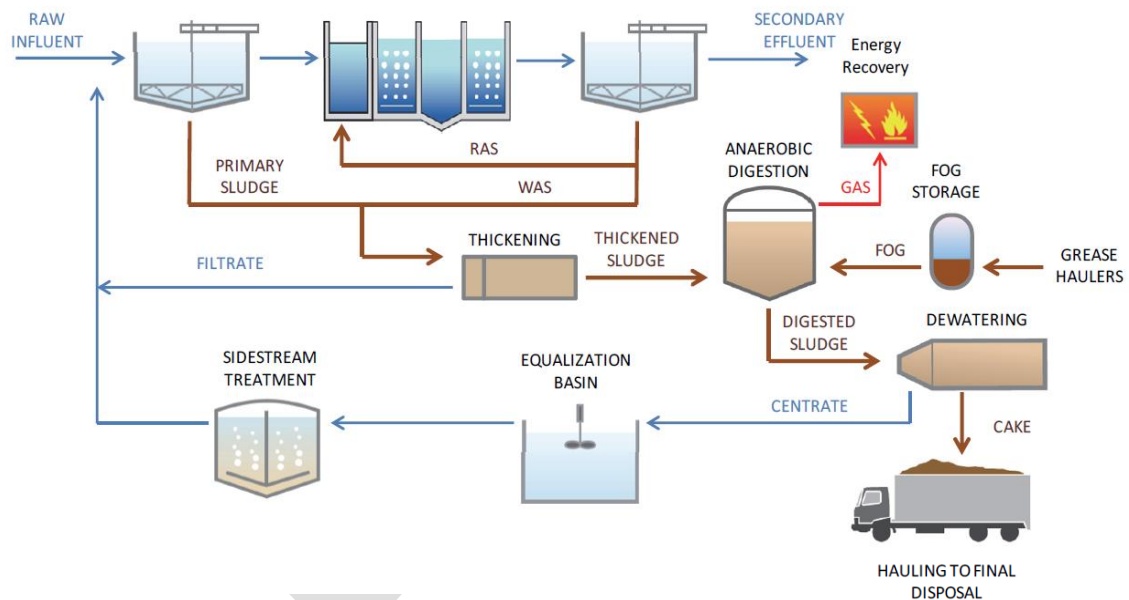 RAW
INFLUENT
SECONDARY
EFFLUENT
Energy
Recovery
RAS
PRIMARY
SLUDGE
WAS
ANAEROBIC
DIGESTION
GAS
FOG
STORAGE
THICKENING
THICKENED
SLUDGE
FOG
GREASE
HAULERS
FILTRATE
DIGESTED
SLUDGE
DEWATERING
SIDESTREAM
TREATMENT
EQUALIZATION
BASIN
CENTRATE
CAKE
HAULING TO FINAL
DISPOSAL